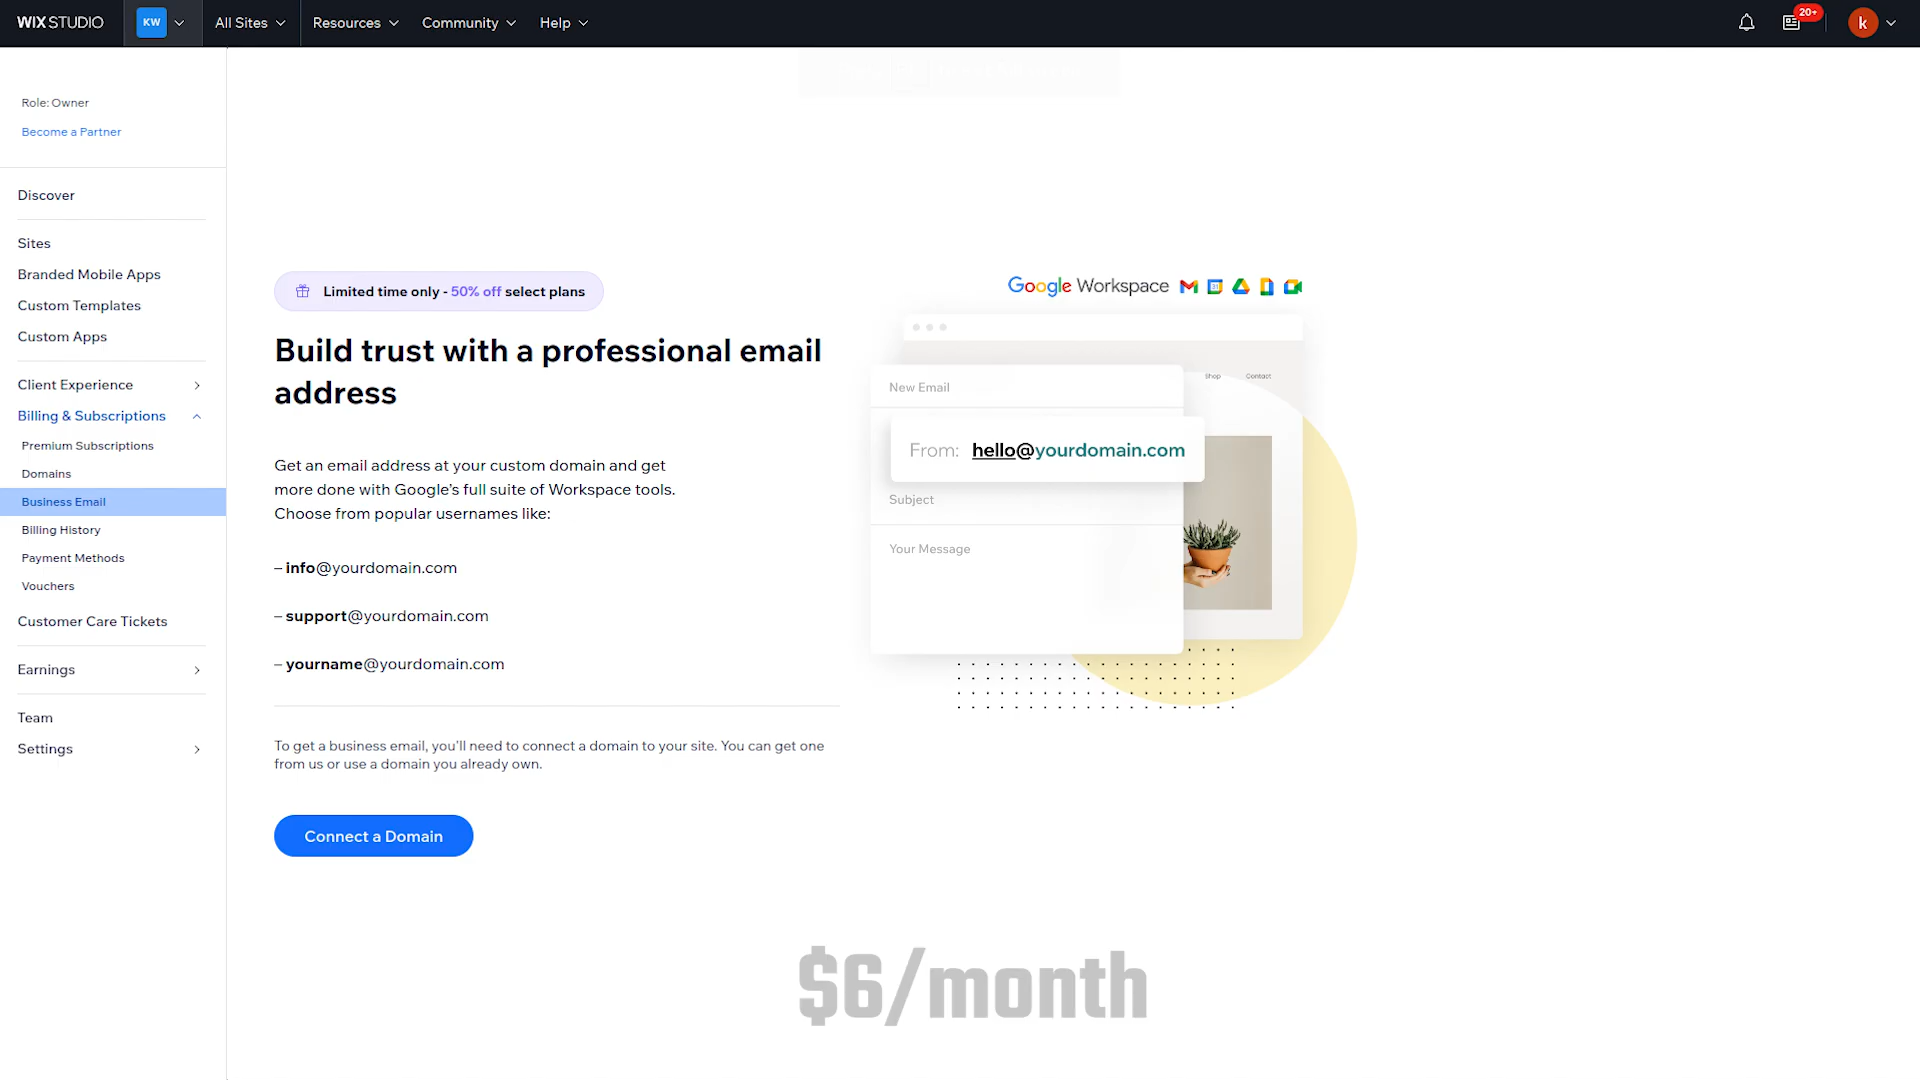 WIX STUDIO
KW
All Sites
Resources
Community
Help
20+
k
Role: Owner
Become a Partner
Discover
Sites
Branded Mobile Apps
Custom Templates
Custom Apps
Client Experience
Billing & Subscriptions
Premium Subscriptions
Domains
Business Email
Billing History
Payment Methods
Vouchers
Customer Care Tickets
Earnings
Team
Settings
Limited time only - 50% off select plans
Build trust with a professional email
address
Get an email address at your custom domain and get
more done with Google’s full suite of Workspace tools.
Choose from popular usernames like:
– info@yourdomain.com
– support@yourdomain.com
– yourname@yourdomain.com
To get a business email, you’ll need to connect a domain to your site. You can get one
from us or use a domain you already own.
Connect a Domain
Google Workspace
Shop Contact
New Email
From: hello@yourdomain.com
Subject
Your Message
$6/month